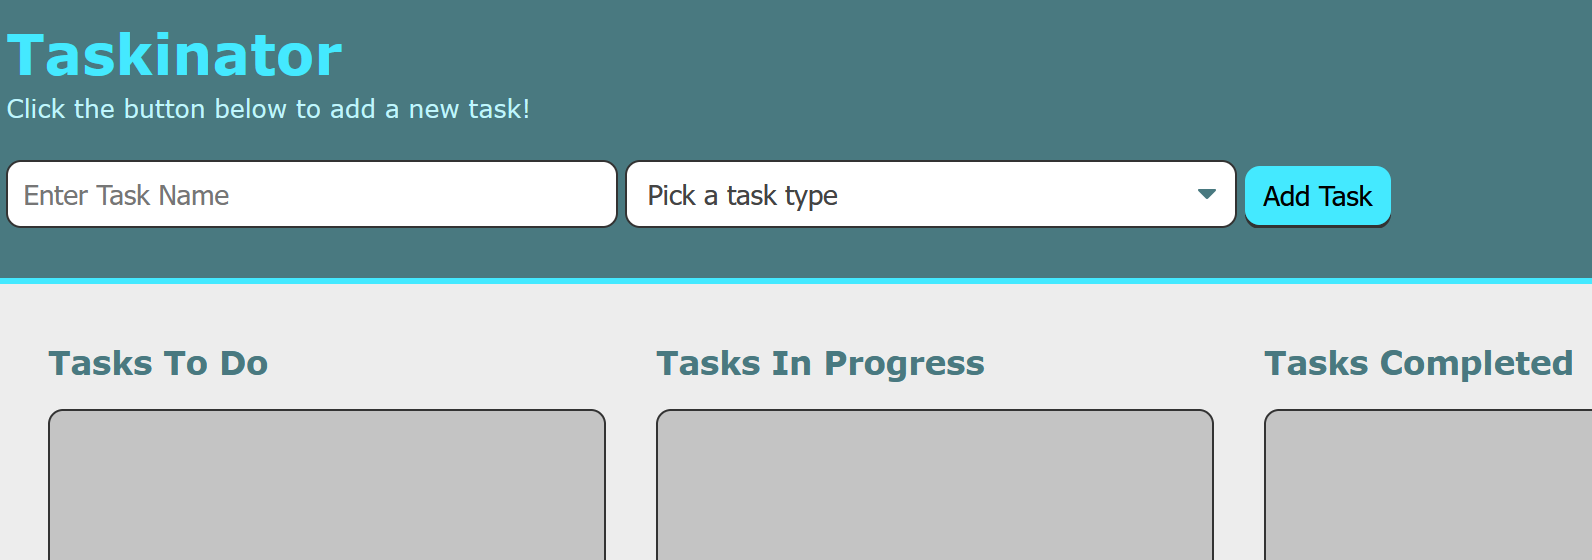 Taskinator
Click the button below to add a new task!
Enter Task Name
Pick a task type
Add Task
Tasks To Do
Tasks In Progress
Tasks Completed